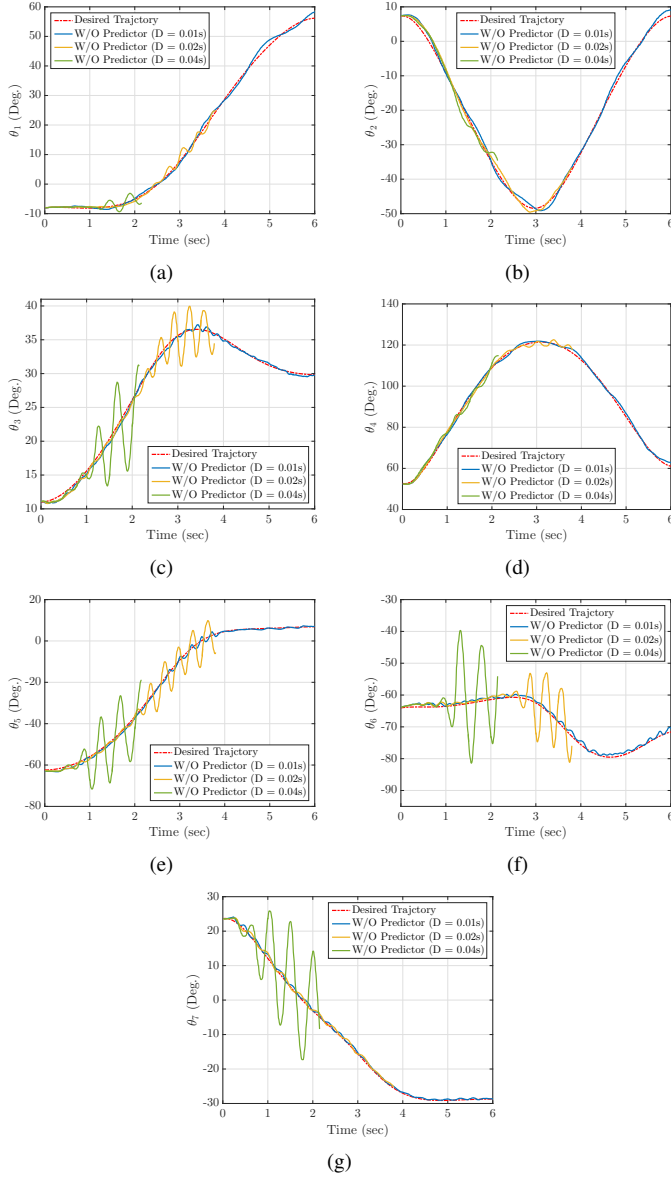 60
50
40
30
20
10
0
-10
θ1 (Deg.)
Desired Trajctory
W/O Predictor (D = 0.01s)
W/O Predictor (D = 0.02s)
W/O Predictor (D = 0.04s)
0 1 2 3 4 5 6
Time (sec)
(a)
10
0
-10
-20
-30
-40
-50
θ2 (Deg.)
Desired Trajctory
W/O Predictor (D = 0.01s)
W/O Predictor (D = 0.02s)
W/O Predictor (D = 0.04s)
0 1 2 3 4 5 6
Time (sec)
(b)
40
35
30
25
20
15
10
θ3 (Deg.)
Desired Trajctory
W/O Predictor (D = 0.01s)
W/O Predictor (D = 0.02s)
W/O Predictor (D = 0.04s)
0 1 2 3 4 5 6
Time (sec)
(c)
140
120
100
80
60
40
θ4 (Deg.)
Desired Trajctory
W/O Predictor (D = 0.01s)
W/O Predictor (D = 0.02s)
W/O Predictor (D = 0.04s)
0 1 2 3 4 5 6
Time (sec)
(d)
20
0
-20
-40
-60
-80
θ5 (Deg.)
Desired Trajctory
W/O Predictor (D = 0.01s)
W/O Predictor (D = 0.02s)
W/O Predictor (D = 0.04s)
0 1 2 3 4 5 6
Time (sec)
(e)
-30
-40
-50
-60
-70
-80
-90
θ6 (Deg.)
Desired Trajctory
W/O Predictor (D = 0.01s)
W/O Predictor (D = 0.02s)
W/O Predictor (D = 0.04s)
0 1 2 3 4 5 6
Time (sec)
(f)
30
20
10
0
-10
-20
-30
θ7 (Deg.)
Desired Trajctory
W/O Predictor (D = 0.01s)
W/O Predictor (D = 0.02s)
W/O Predictor (D = 0.04s)
0 1 2 3 4 5 6
Time (sec)
(g)